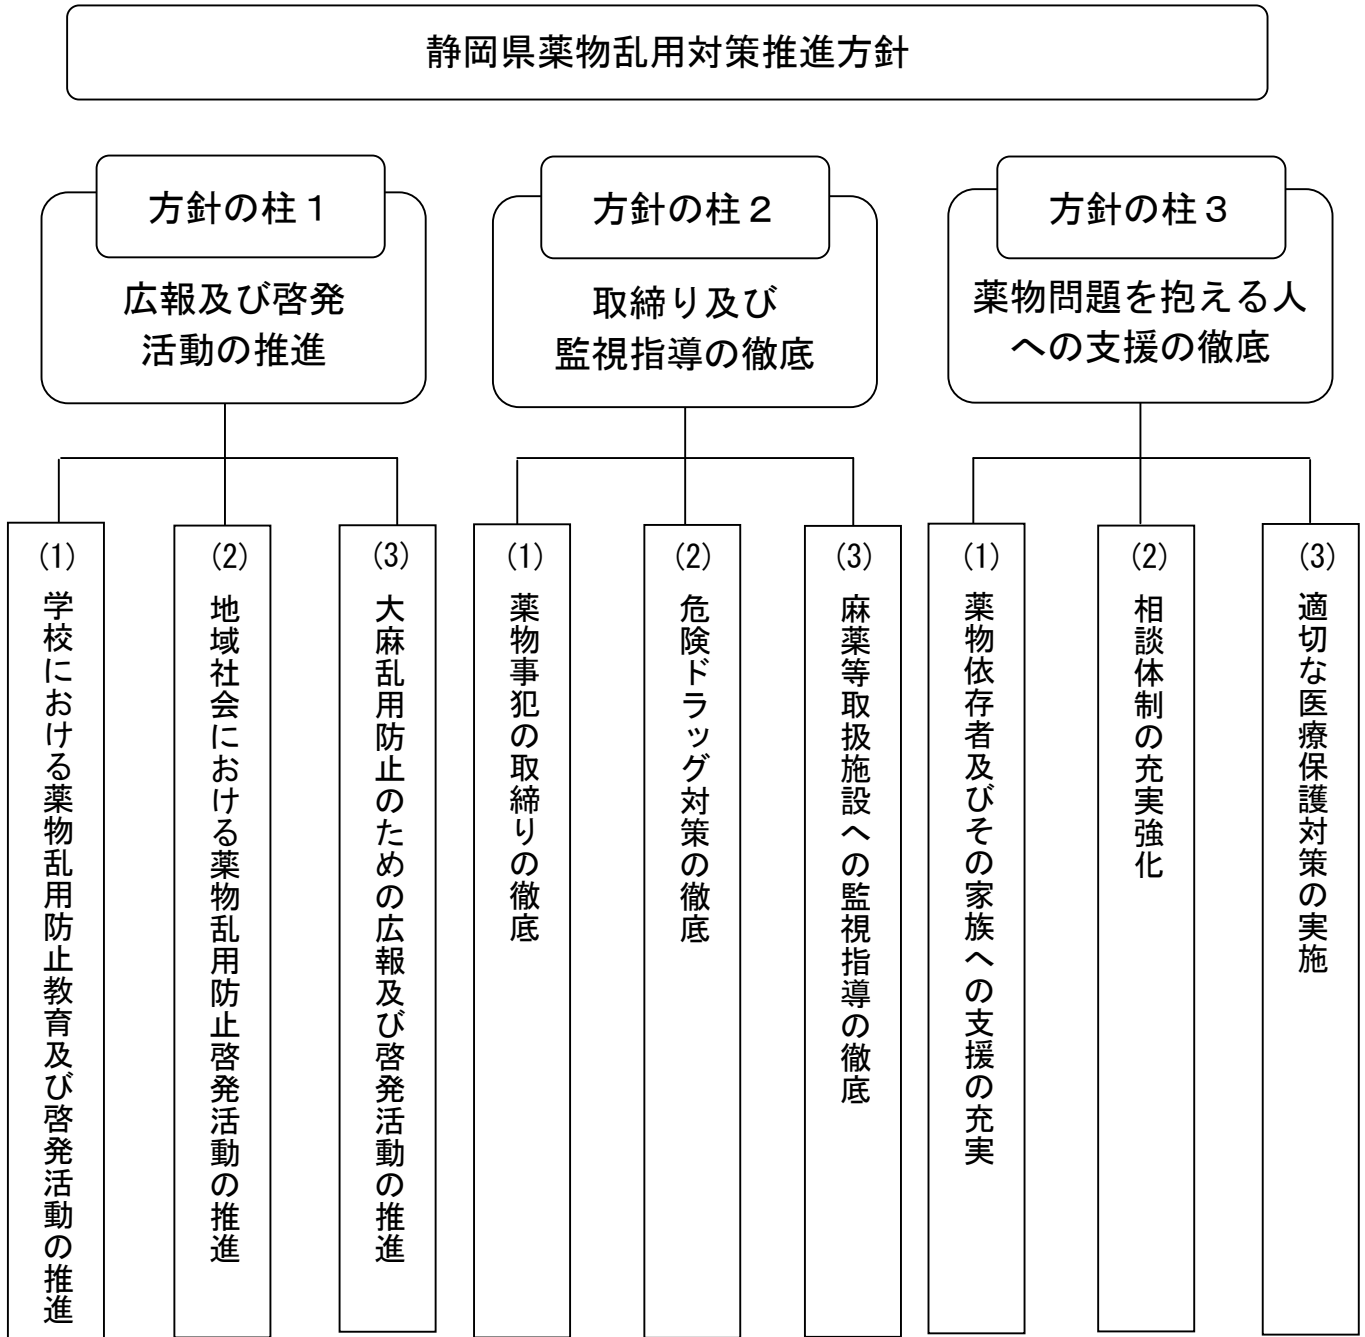 静岡県薬物乱用対策推進方針
方針の柱１
広報及び啓発
活動の推進
(1) 学校における薬物乱用防止教育及び啓発活動の推進
(2) 地域社会における薬物乱用防止啓発活動の推進
(3) 大麻乱用防止のための広報及び啓発活動の推進
方針の柱２
取締り及び
監視指導の徹底
(1) 薬物事犯の取締りの徹底
(2) 危険ドラッグ対策の徹底
(3) 麻薬等取扱施設への監視指導の徹底
方針の柱３
薬物問題を抱える人
への支援の徹底
(1) 薬物依存者及びその家族への支援の充実
(2) 相談体制の充実強化
(3) 適切な医療保護対策の実施